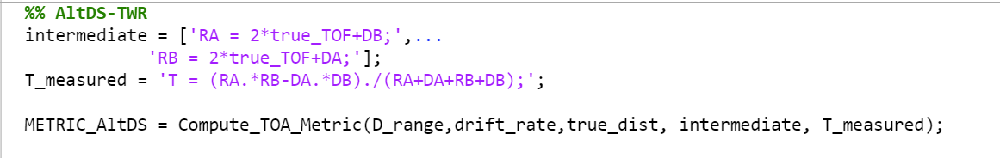 %% AltDS-TWR
intermediate = ['RA = 2*true_TOF+DB;',...
'RB = 2*true_TOF+DA;'];
T_measured = 'T = (RA.*RB-DA.*DB)./(RA+DA+RB+DB);';
METRIC_AltDS = Compute_TOA_Metric(D_range,drift_rate,true_dist, intermediate, T_measured);